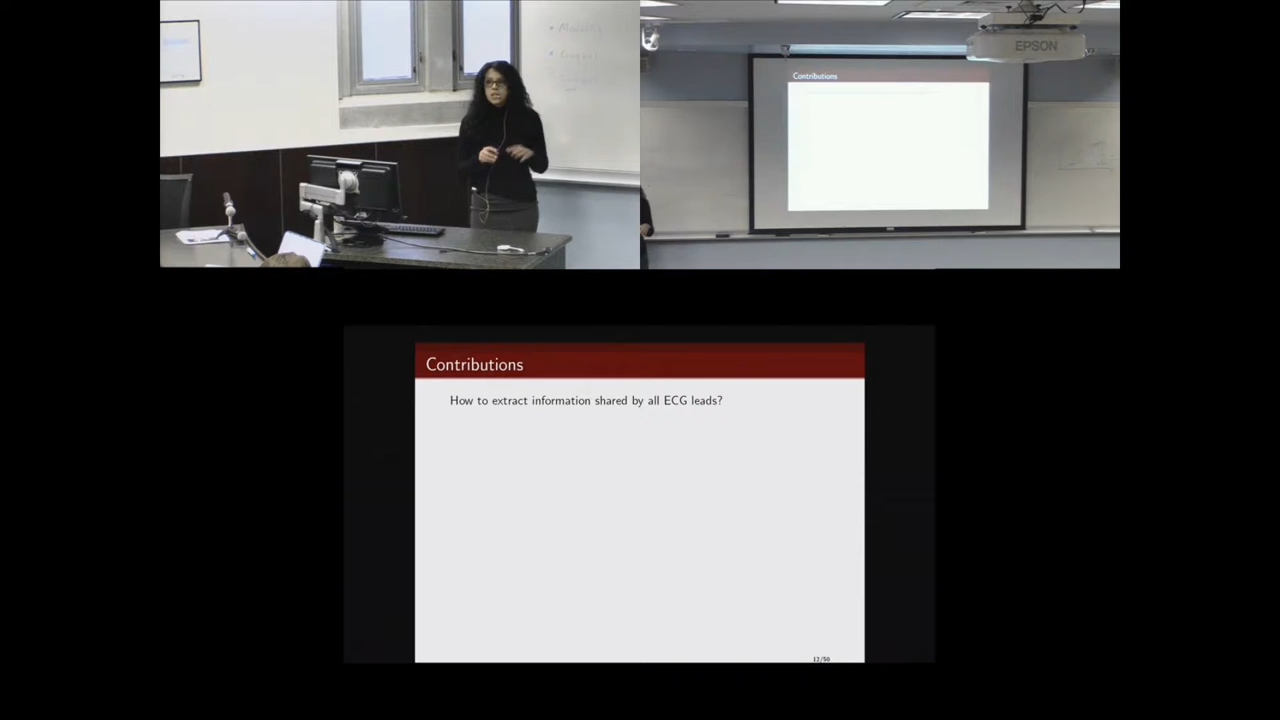 EPSON
Contributions
Contributions
How to extract information shared by all ECG leads?
12/50